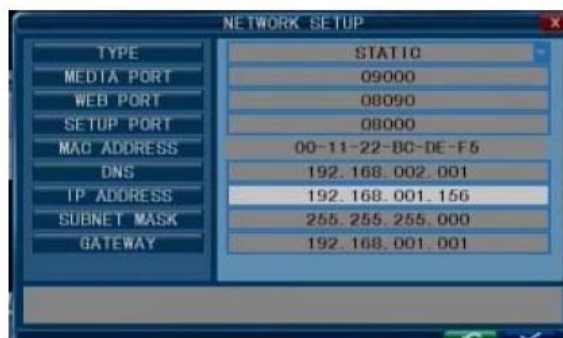 NETWORK SETUP
TYPE STATIC
MEDIA PORT 09000
WEB PORT 08090
SETUP PORT 08000
MAC ADDRESS 00-11-22-BC-DE-F5
DNS 192.168.002.001
IP ADDRESS 192.168.001.156
SUBNET MASK 255.255.255.000
GATEWAY 192.168.001.001